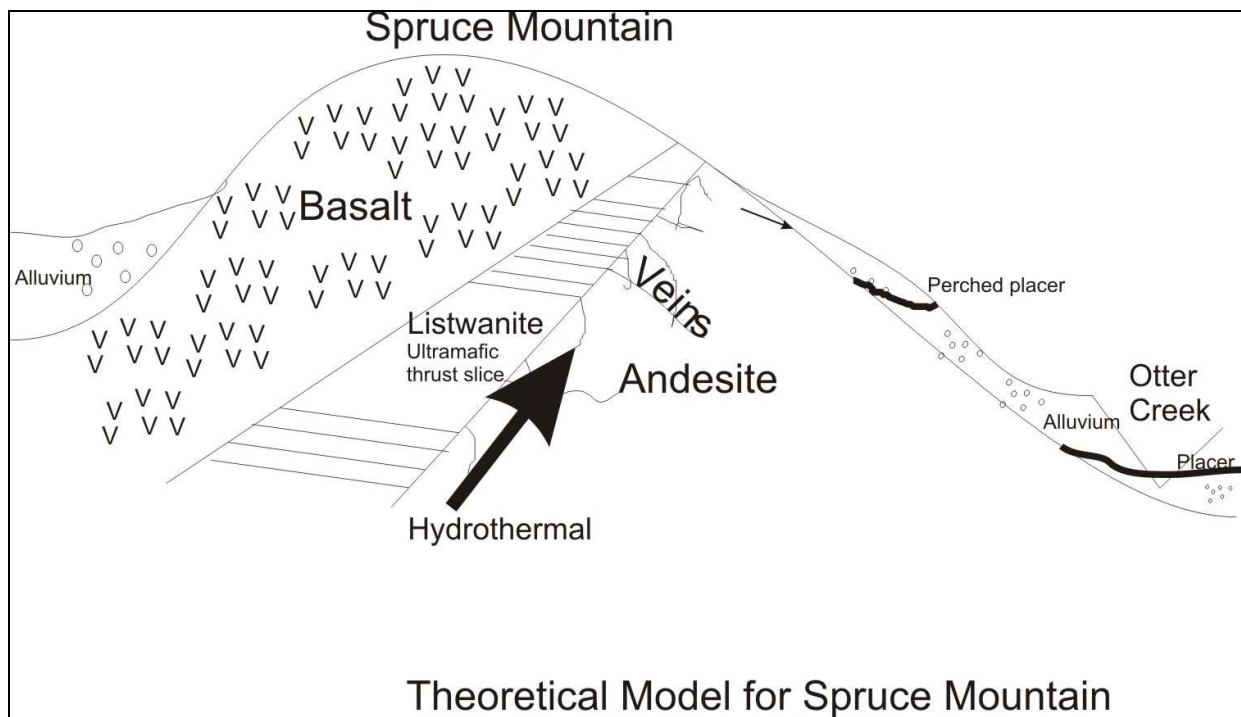 Spruce Mountain
Basalt
Alluvium
Listwanite
Ultramafic
thrust slice
Veins
Andesite
Hydrothermal
Perched placer
Otter
Creek
Alluvium
Placer
Theoretical Model for Spruce Mountain